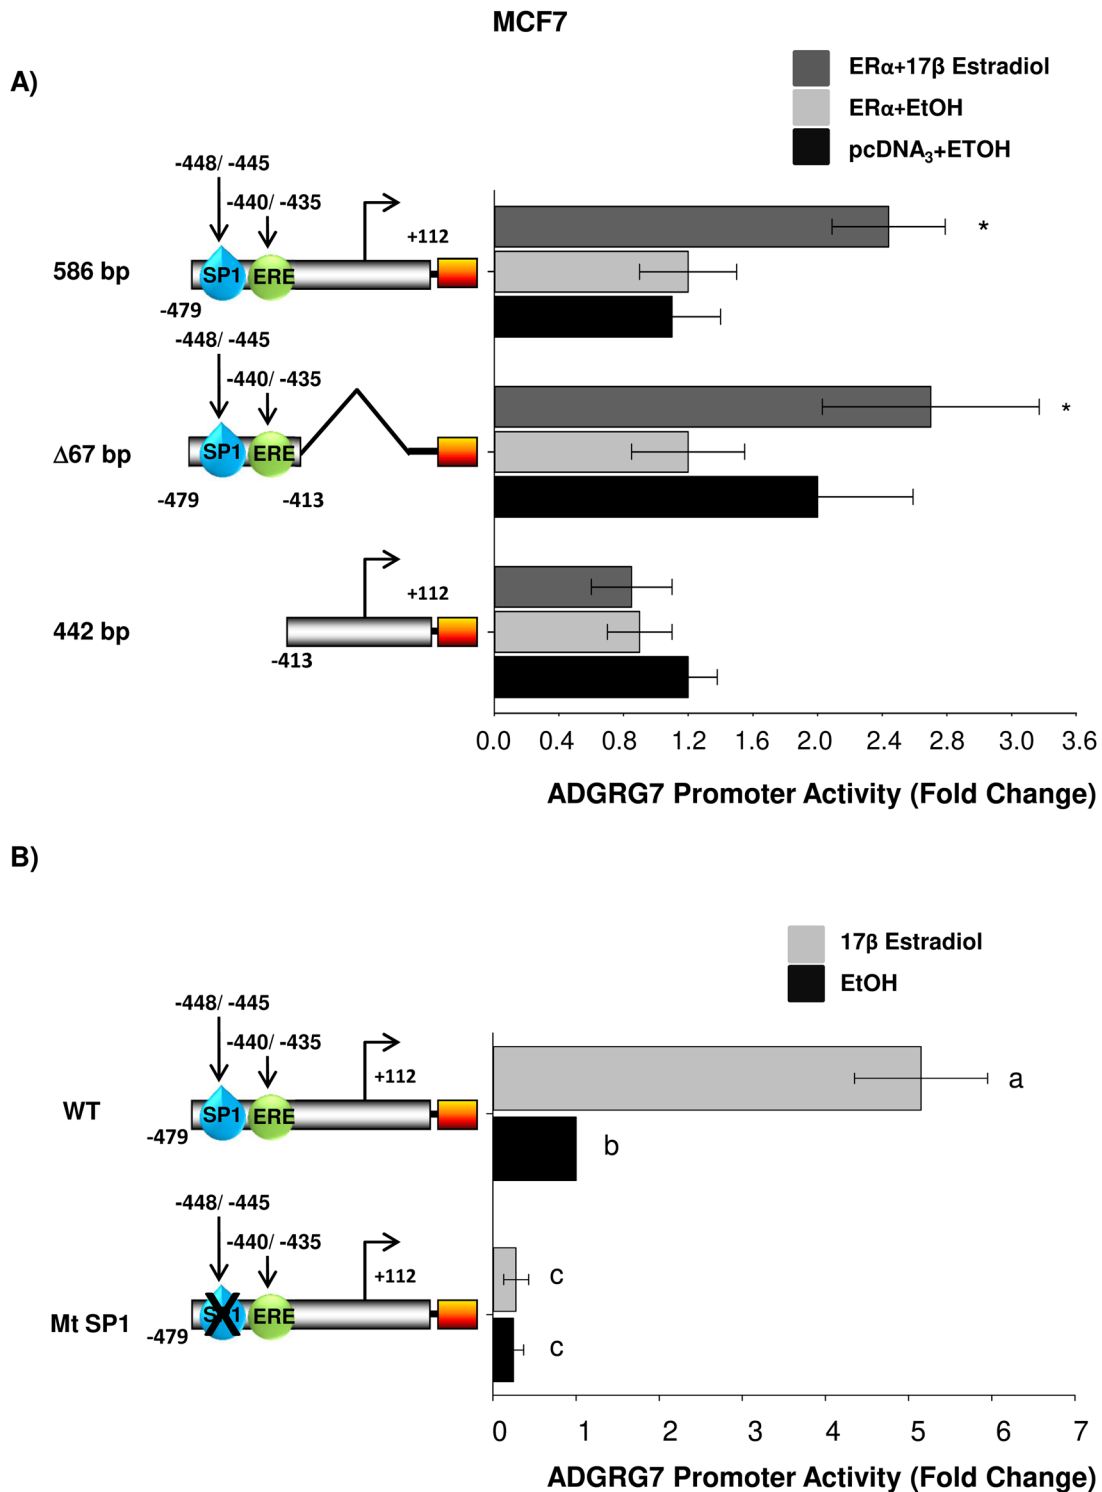 MCF7
A)
ERα+17β Estradiol
ERα+EtOH
pcDNA3+ETOH
-448/ -445
-440/ -435
+112
586 bp
SP1
ERE
-479
-448/ -445
-440/ -435
Δ67 bp
SP1
ERE
-479
-413
+112
442 bp
-413
*
*
0.0 0.4 0.8 1.2 1.6 2.0 2.4 2.8 3.0 3.6
ADGRG7 Promoter Activity (Fold Change)
B)
17β Estradiol
EtOH
-448/ -445
-440/ -435
+112
WT
SP1
ERE
-479
a
b
-448/ -445
-440/ -435
+112
Mt SP1
SP1
ERE
-479
c
c
0 1 2 3 4 5 6 7
ADGRG7 Promoter Activity (Fold Change)